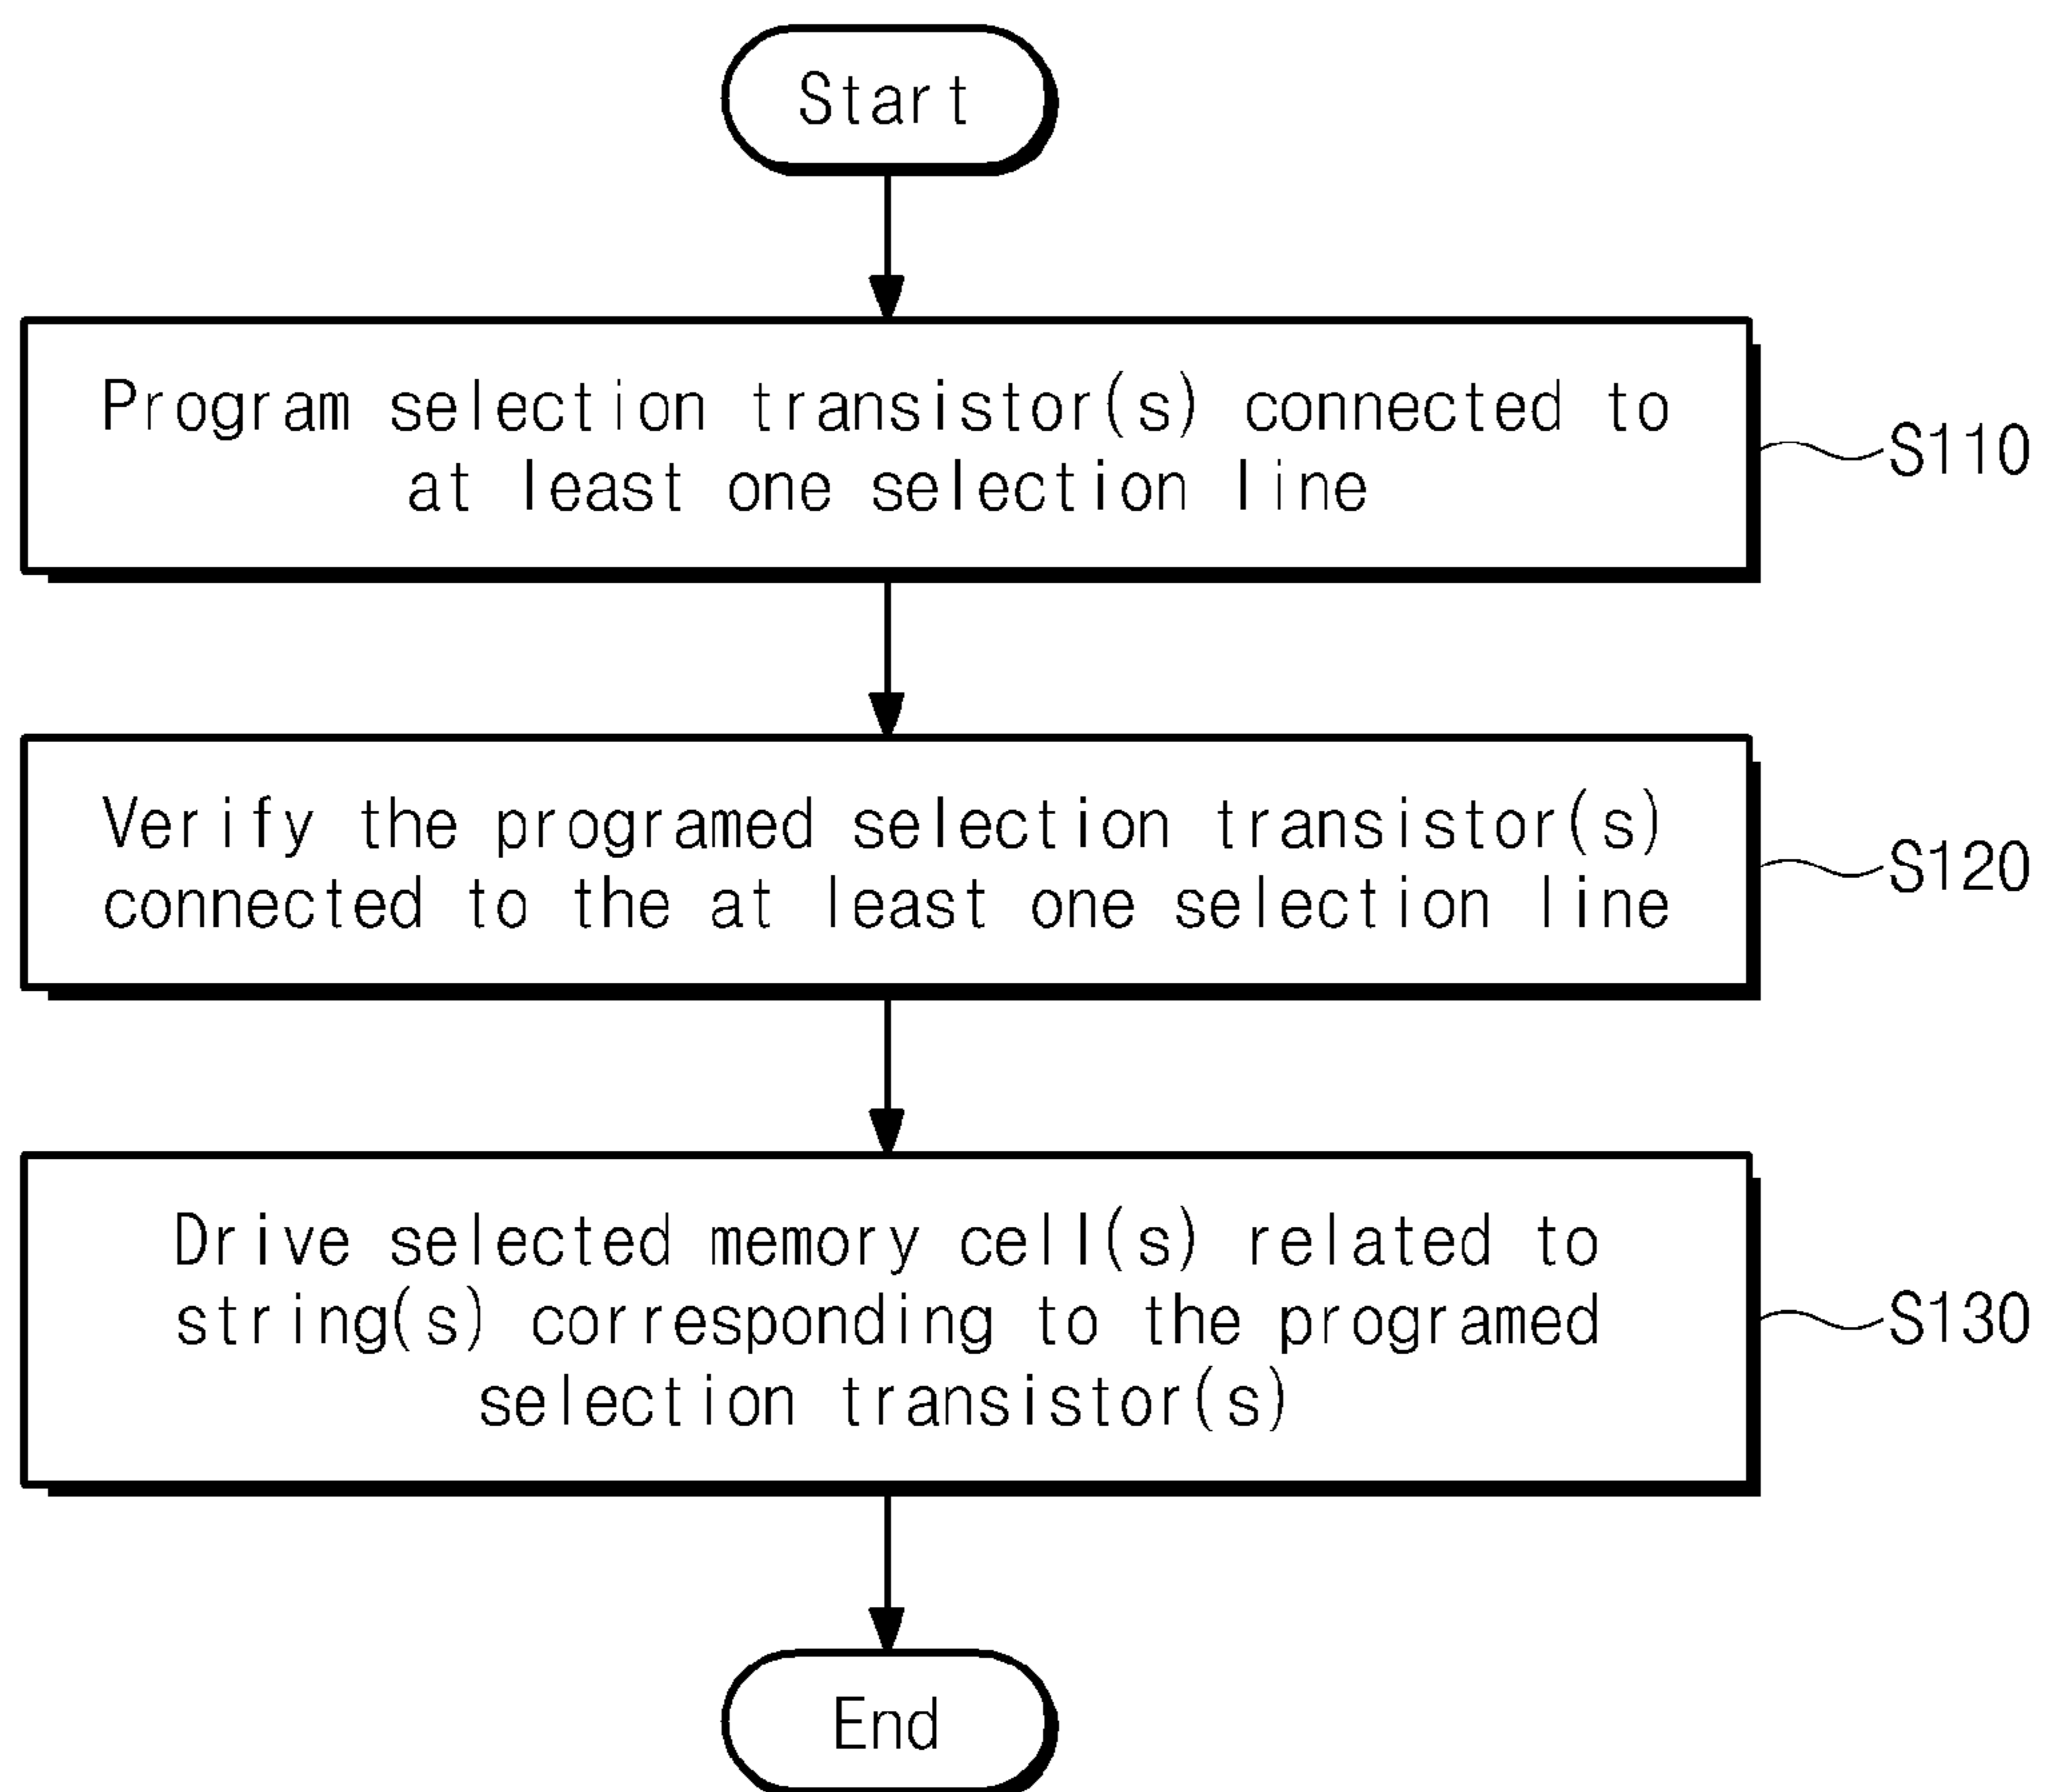 Start
Program selection transistor(s) connected to
at least one selection line
S110
Verify the programed selection transistor(s)
connected to the at least one selection line
S120
Drive selected memory cell(s) related to
string(s) corresponding to the programed
selection transistor(s)
S130
End